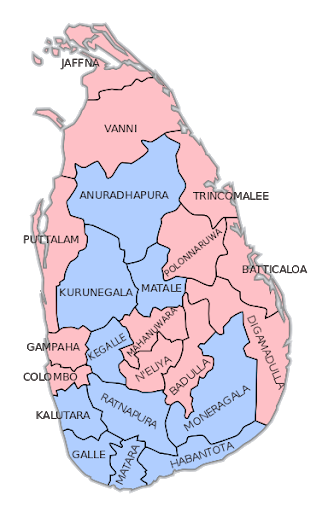 JAFFNA
VANNI
ANURADHAPURA
TRINCOMALEE
PUTTALAM
POLONNARUWA
BATTICALOA
KURUNEGALA
MATALE
MAHANUWARA
GAMPAHA
KEGALLE
DIGAMADULLA
N'ELIYA
COLOMBO
BADULLA
KALUTARA
RATNAPURA
MONERAGALA
GALLE
MATARA
HABANTOTA